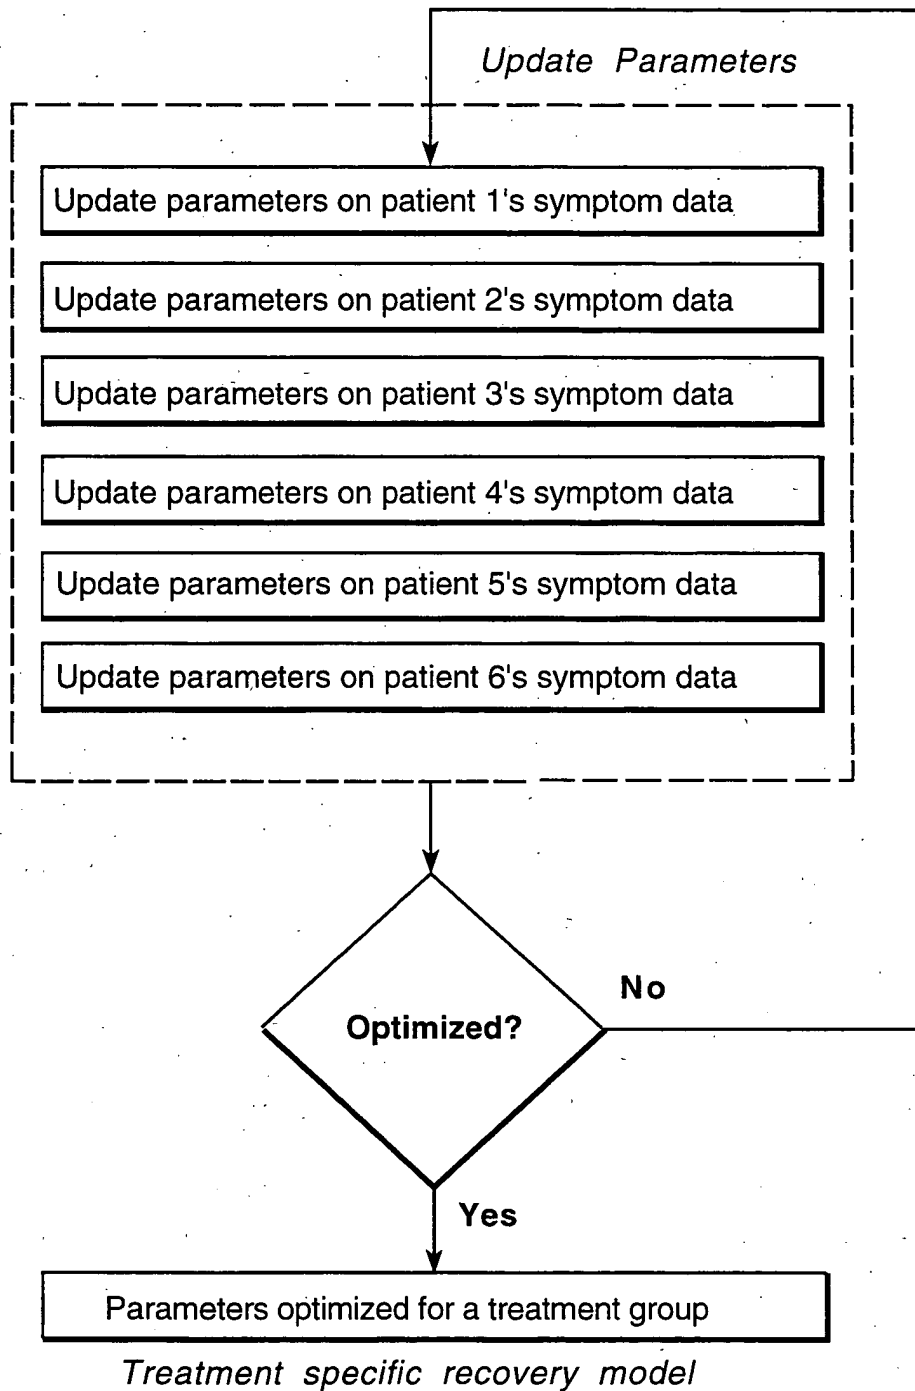 Update Parameters
Update parameters on patient 1's symptom data
Update parameters on patient 2's symptom data
Update parameters on patient 3's symptom data
Update parameters on patient 4's symptom data
Update parameters on patient 5's symptom data
Update parameters on patient 6's symptom data
No
Optimized?
Yes
Parameters optimized for a treatment group
Treatment specific recovery model